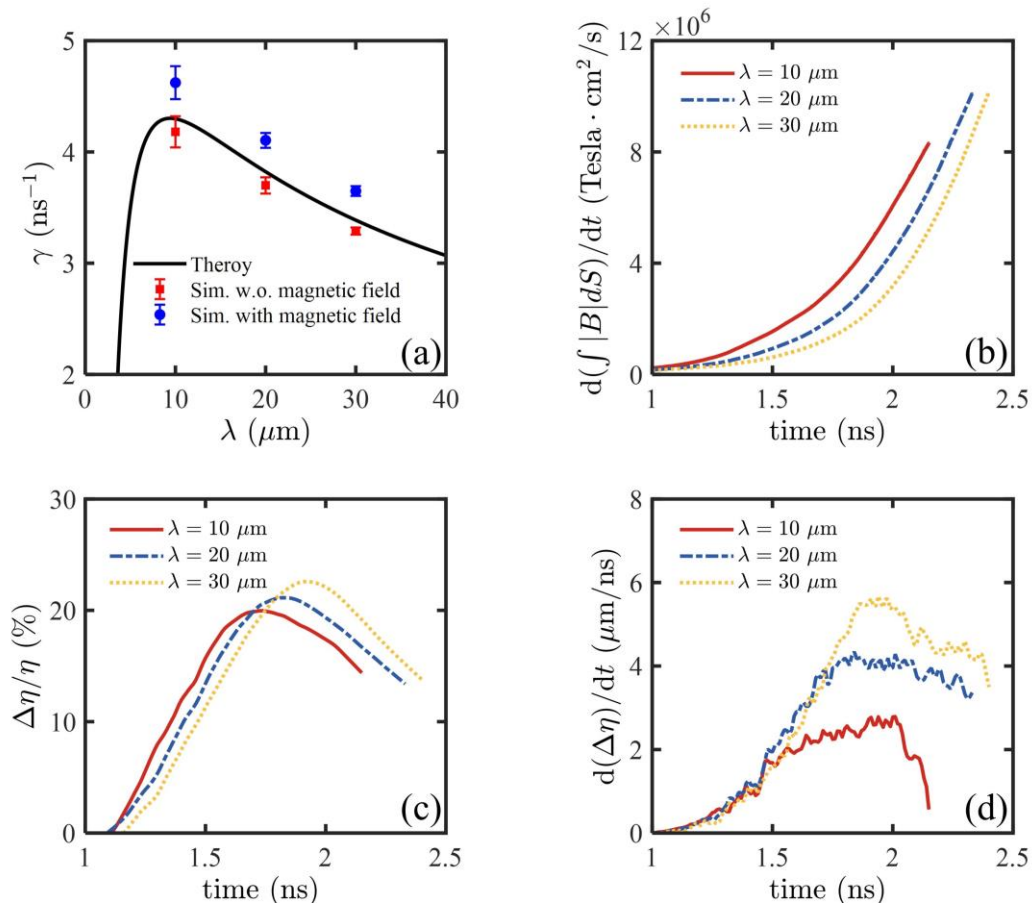 5
4
3
2
γ (ns⁻¹)
Theroy
Sim. w.o. magnetic field
Sim. with magnetic field
(a)
0 10 20 30 40
λ (μm)
×10⁶
12
8
4
0
d(∫ |B|dS)/dt (Tesla · cm²/s)
λ = 10 μm
λ = 20 μm
λ = 30 μm
(b)
1 1.5 2 2.5
time (ns)
30
20
10
0
Δη/η (%)
λ = 10 μm
λ = 20 μm
λ = 30 μm
(c)
1 1.5 2 2.5
time (ns)
8
6
4
2
0
d(Δη)/dt (μm/ns)
λ = 10 μm
λ = 20 μm
λ = 30 μm
(d)
1 1.5 2 2.5
time (ns)